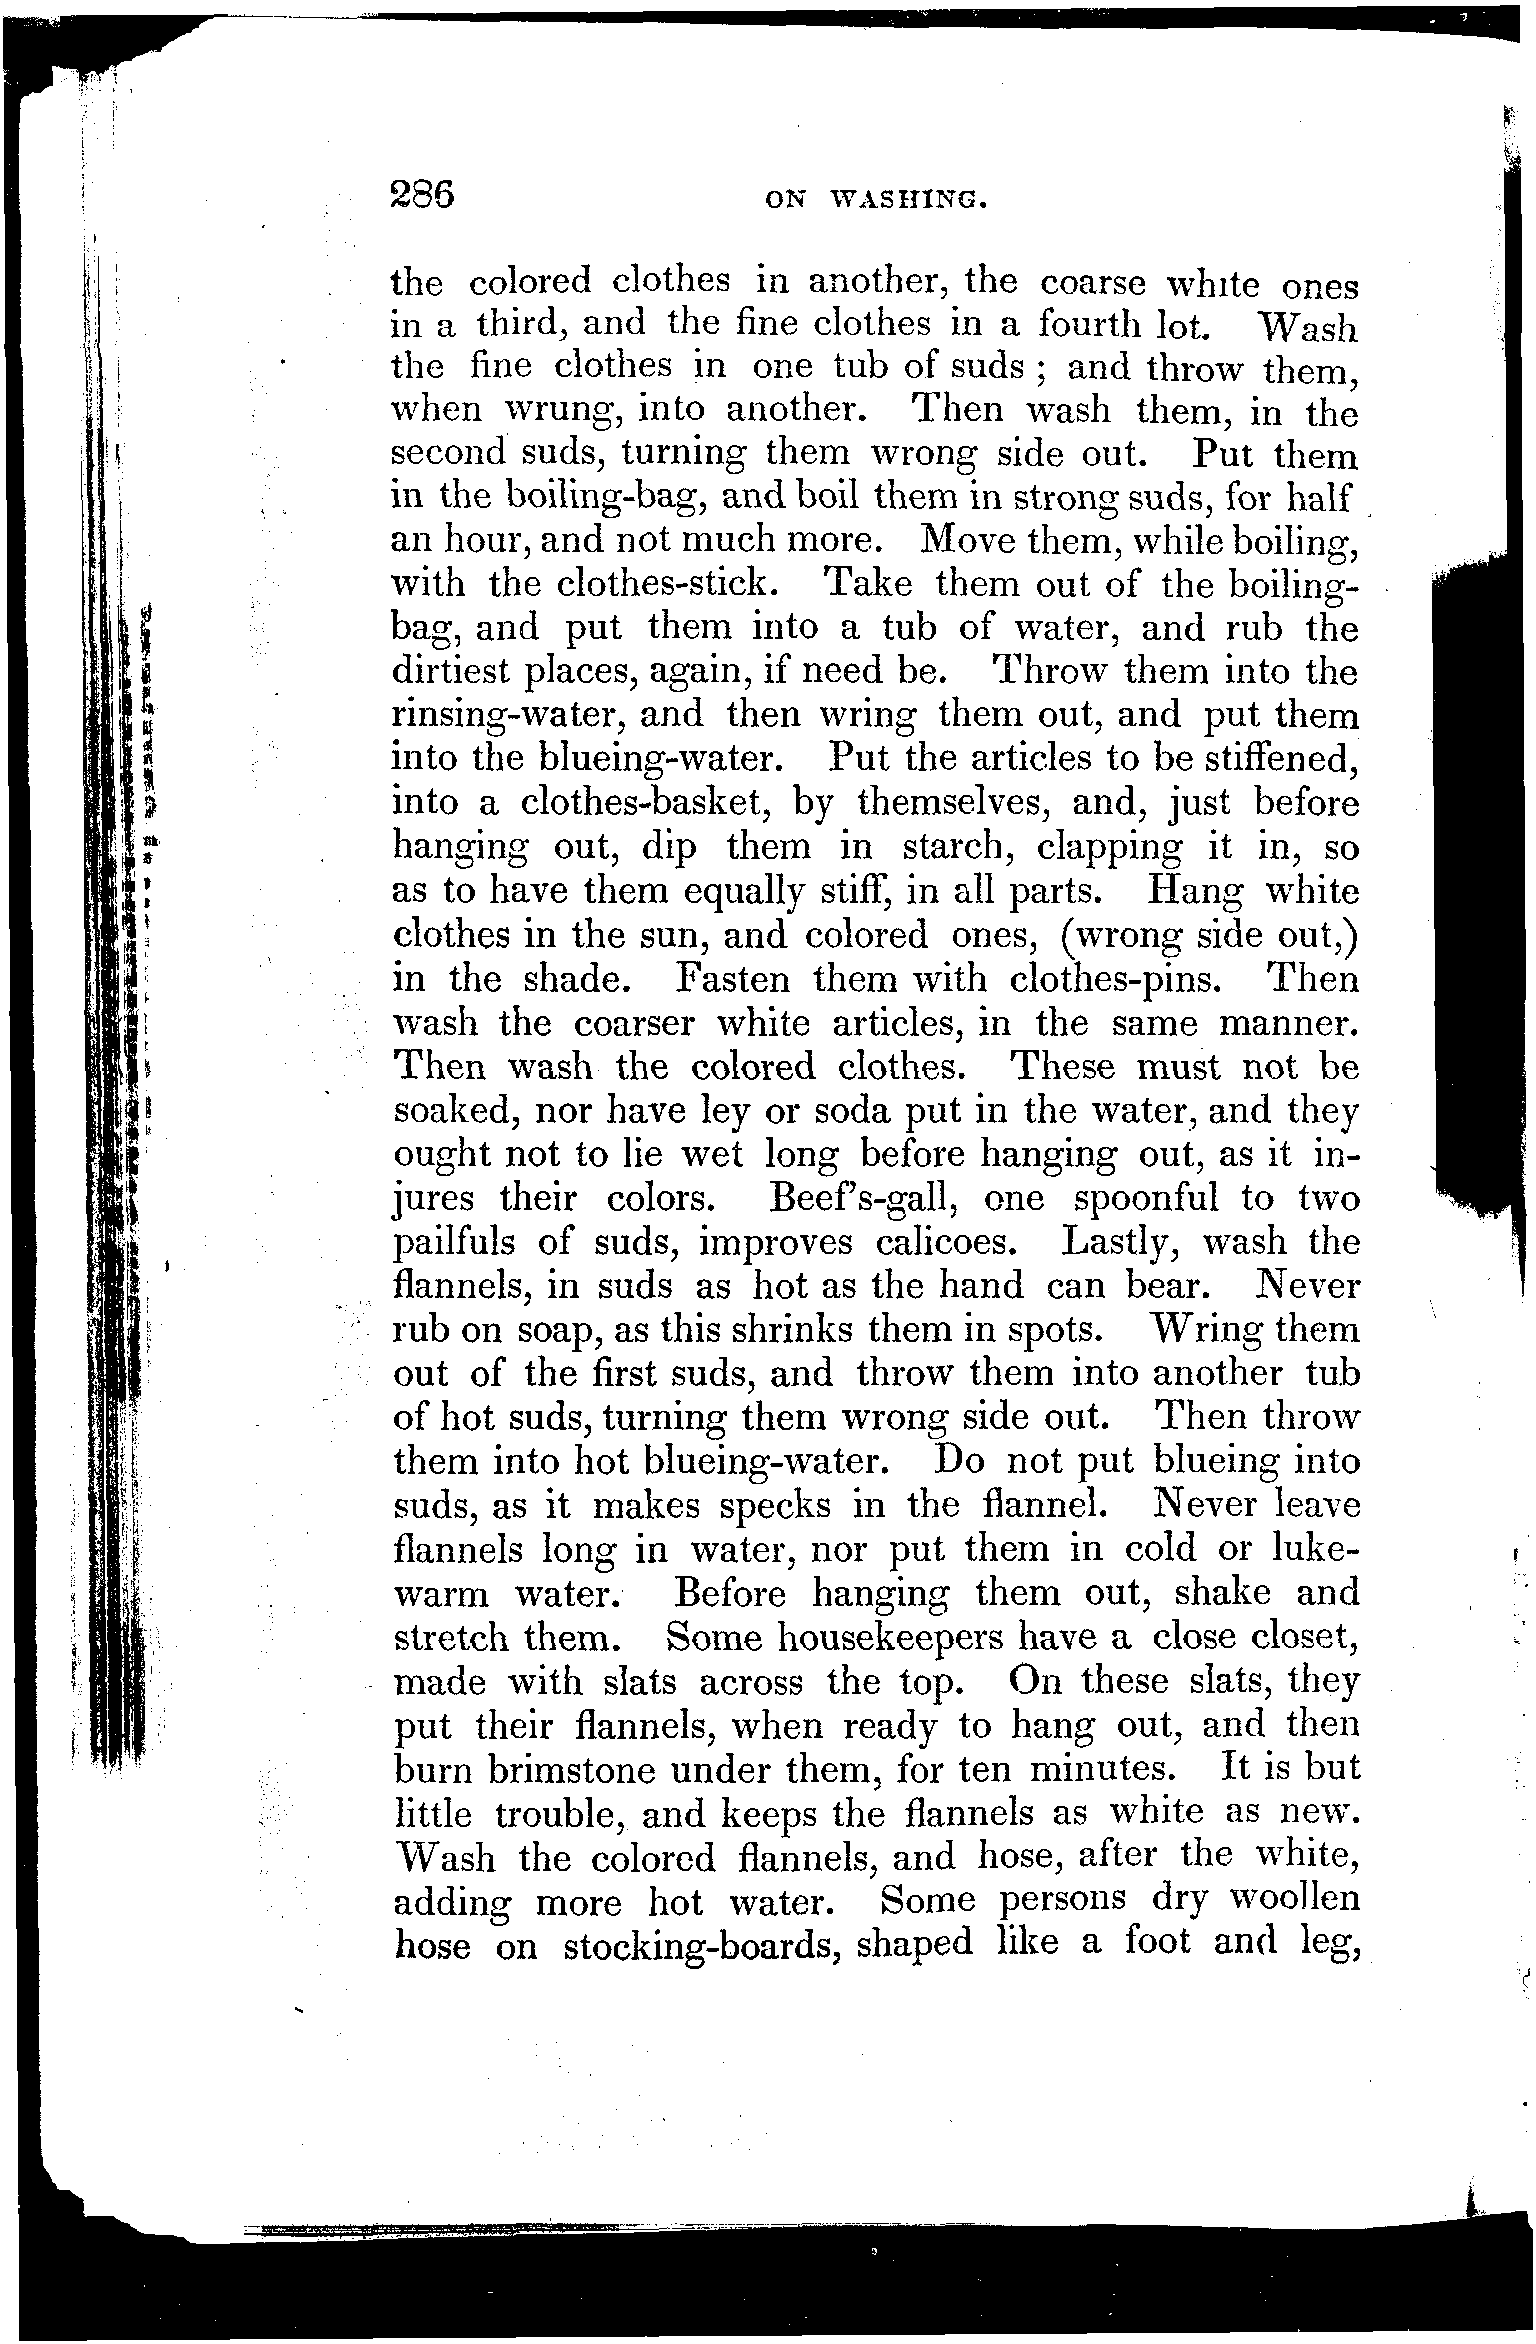 286 ON WASHING.
the colored clothes in another, the coarse white ones
in a third, and the fine clothes in a fourth lot. Wash
the fine clothes in one tub of suds ; and throw them,
when wrung, into another. Then wash them, in the
second suds, turning them wrong side out. Put them
in the boiling-bag, and boil them in strong suds, for half
an hour, and not much more. Move them, while boiling,
with the clothes-stick. Take them out of the boiling-
bag, and put them into a tub of water, and rub the
dirtiest places, again, if need be. Throw them into the
rinsing-water, and then wring them out, and put them
into the blueing-water. Put the articles to be stiffened,
into a clothes-basket, by themselves, and, just before
hanging out, dip them in starch, clapping it in, so
as to have them equally stiff, in all parts. Hang white
clothes in the sun, and colored ones, (wrong side out,)
in the shade. Fasten them with clothes-pins. Then
wash the coarser white articles, in the same manner.
Then wash the colored clothes. These must not be
soaked, nor have ley or soda put in the water, and they
ought not to lie wet long before hanging out, as it in-
jures their colors. Beef's-gall, one spoonful to two
pailfuls of suds, improves calicoes. Lastly, wash the
flannels, in suds as hot as the hand can bear. Never
rub on soap, as this shrinks them in spots. Wring them
out of the first suds, and throw them into another tub
of hot suds, turning them wrong side out. Then throw
them into hot blueing-water. Do not put blueing into
suds, as it makes specks in the flannel. Never leave
flannels long in water, nor put them in cold or luke-
warm water. Before hanging them out, shake and
stretch them. Some housekeepers have a close closet,
made with slats across the top. On these slats, they
put their flannels, when ready to hang out, and then
burn brimstone under them, for ten minutes. It is but
little trouble, and keeps the flannels as white as new.
Wash the colored flannels, and hose, after the white,
adding more hot water. Some persons dry woollen
hose on stocking-boards, shaped like a foot and leg,